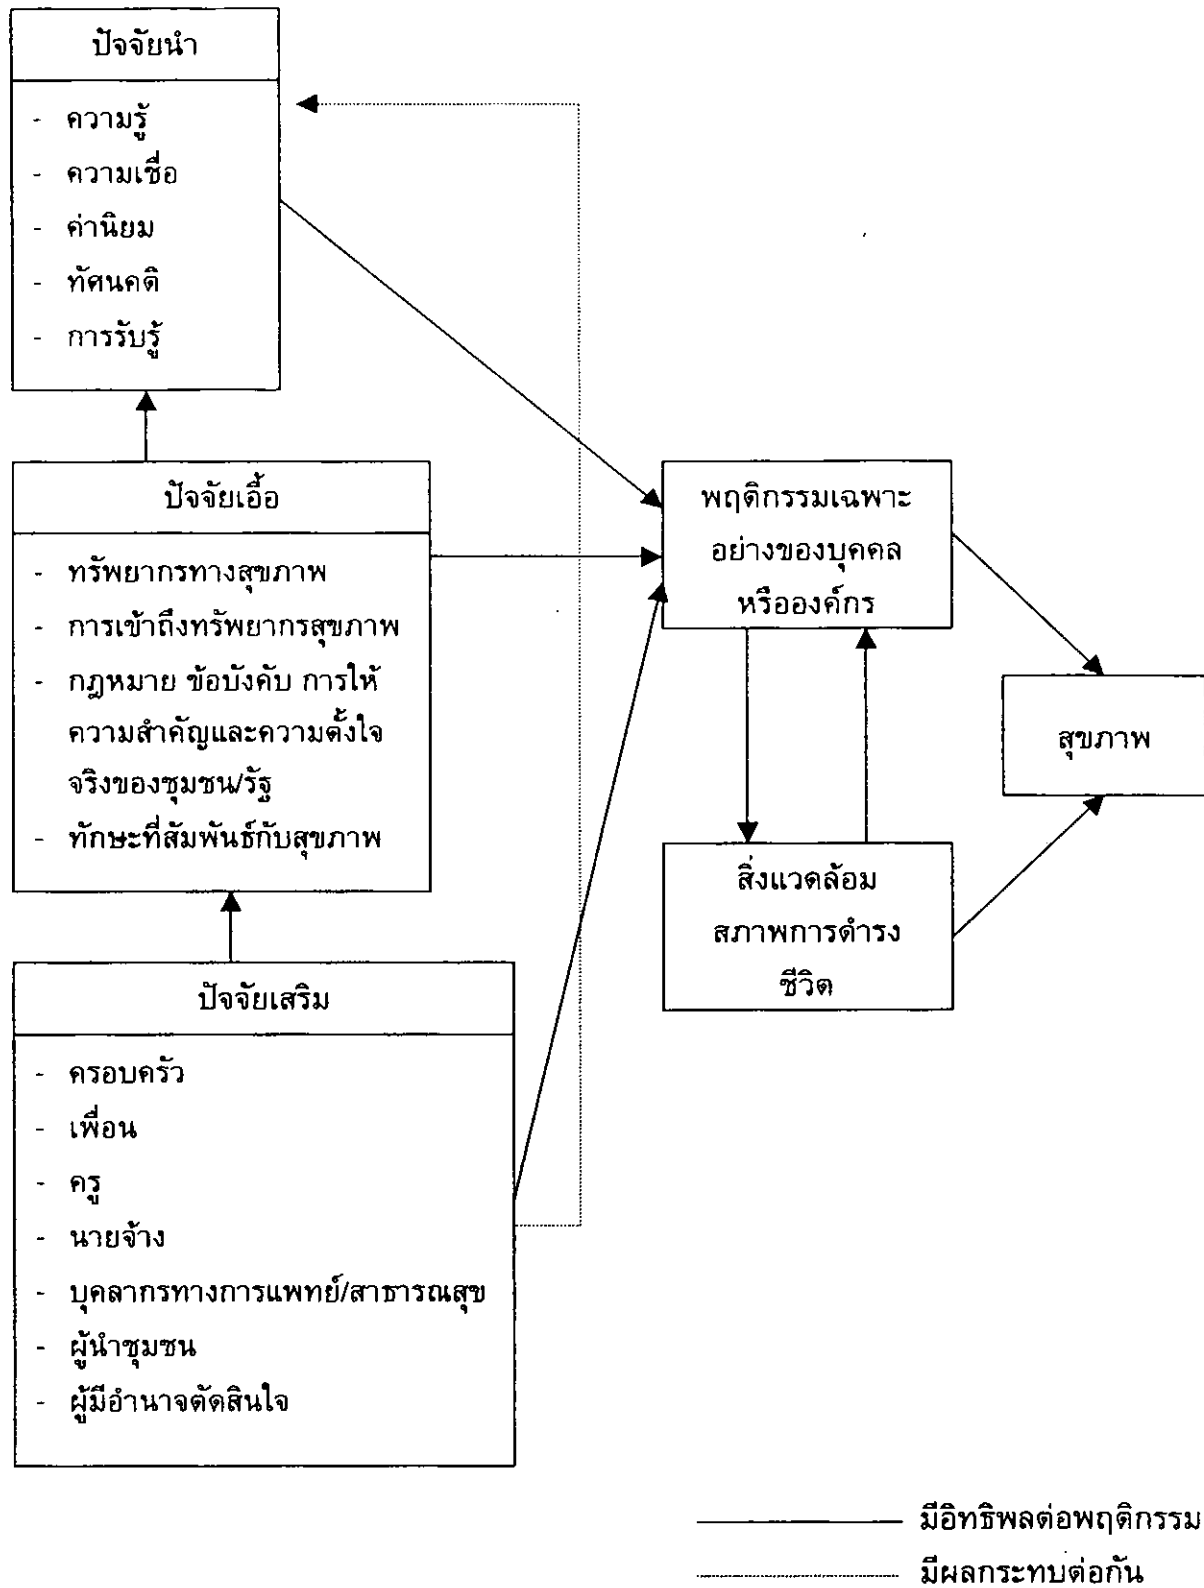 ปัจจัยนำ
- ความรู้
- ความเชื่อ
- ค่านิยม
- ทัศนคติ
- การรับรู้
ปัจจัยเอื้อ
- ทรัพยากรทางสุขภาพ
- การเข้าถึงทรัพยากรสุขภาพ
- กฎหมาย ข้อบังคับ การให้
ความสำคัญและความตั้งใจ
จริงของชุมชน/รัฐ
- ทักษะที่สัมพันธ์กับสุขภาพ
ปัจจัยเสริม
- ครอบครัว
- เพื่อน
- ครู
- นายจ้าง
- บุคลากรทางการแพทย์/สาธารณสุข
- ผู้นำชุมชน
- ผู้มีอำนาจตัดสินใจ
พฤติกรรมเฉพาะ
อย่างของบุคคล
หรือองค์กร
สิ่งแวดล้อม
สภาพการดำรง
ชีวิต
สุขภาพ
มีอิทธิพลต่อพฤติกรรม
มีผลกระทบต่อกัน